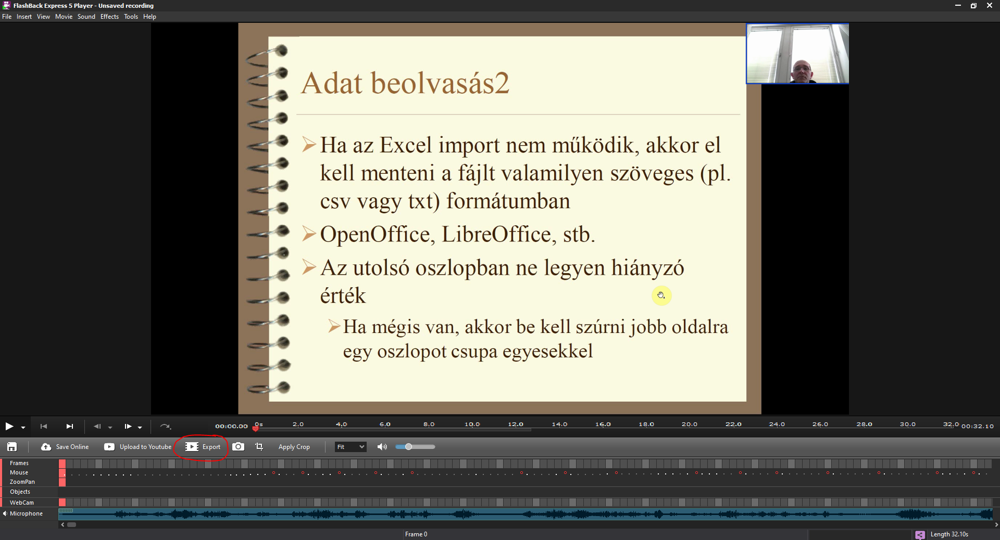 FlashBack Express 5 Player - Unsaved recording
File Insert View Movie Sound Effects Tools Help
Adat beolvasás2
Ha az Excel import nem működik, akkor el
kell menteni a fájlt valamilyen szöveges (pl.
csv vagy txt) formátumban
OpenOffice, LibreOffice, stb.
Az utolsó oszlopban ne legyen hiányzó
érték
Ha mégis van, akkor be kell szúrni jobb oldalra
egy oszlopot csupa egyesekkel
00:00.00 0s 2.0 4.0 6.0 8.0 10.0 12.0 14.0 16.0 18.0 20.0 22.0 24.0 26.0 28.0 30.0 32.0 00:32.10
Save Online Upload to Youtube Export Apply Crop Fit
Frames
Mouse
ZoomPan
Objects
WebCam
Microphone
Frame 0 Length 32.10s